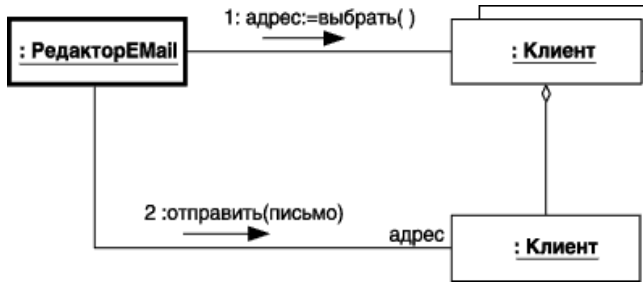 1: адрес:=выбрать( )
: РедакторEMail
: Клиент
2 :отправить(письмо)
адрес
: Клиент